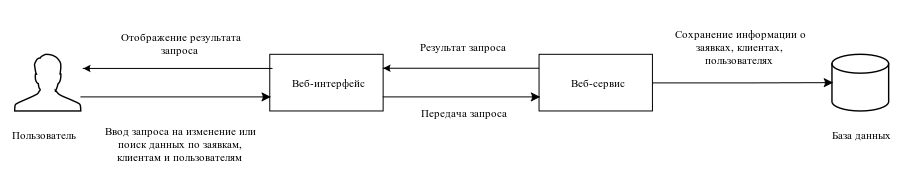 Отображение результата
запроса
Результат запроса
Сохранение информации о
заявках, клиентах,
пользователях
Веб-интерфейс
Веб-сервис
Передача запроса
Пользователь
Ввод запроса на изменение или
поиск данных по заявкам,
клиентам и пользователям
База данных